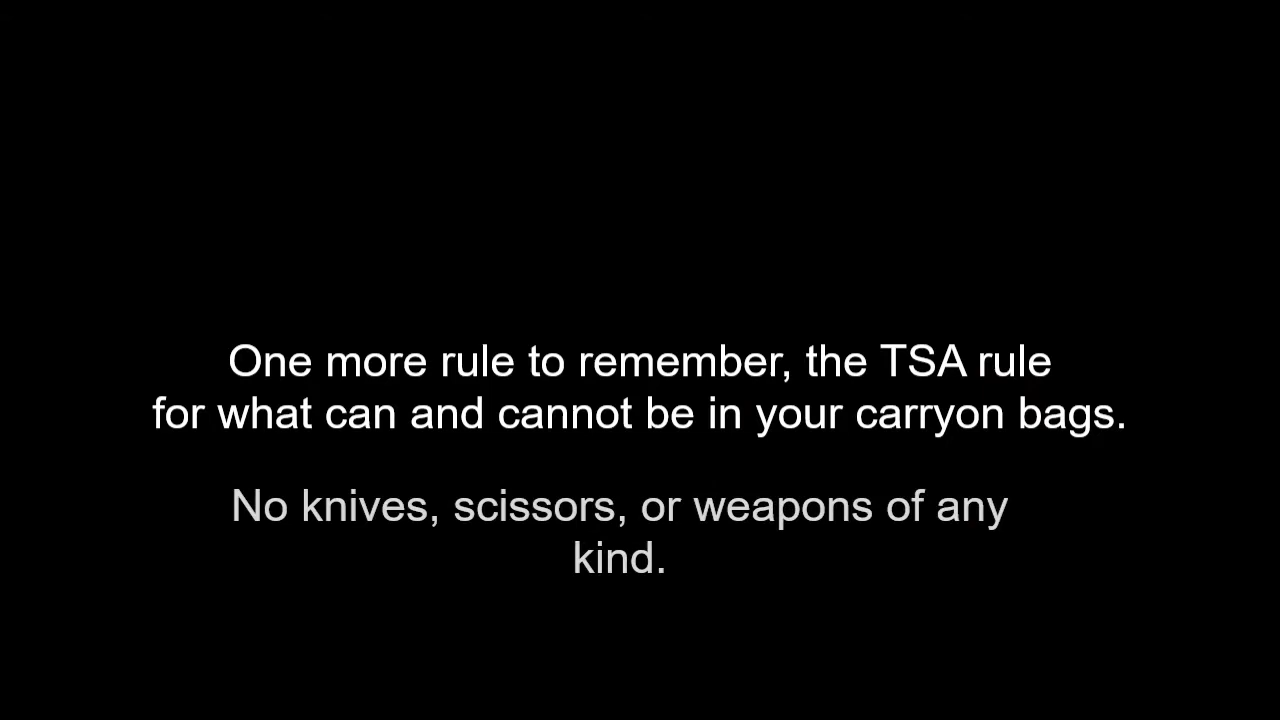 One more rule to remember, the TSA rule
for what can and cannot be in your carryon bags.
No knives, scissors, or weapons of any
kind.